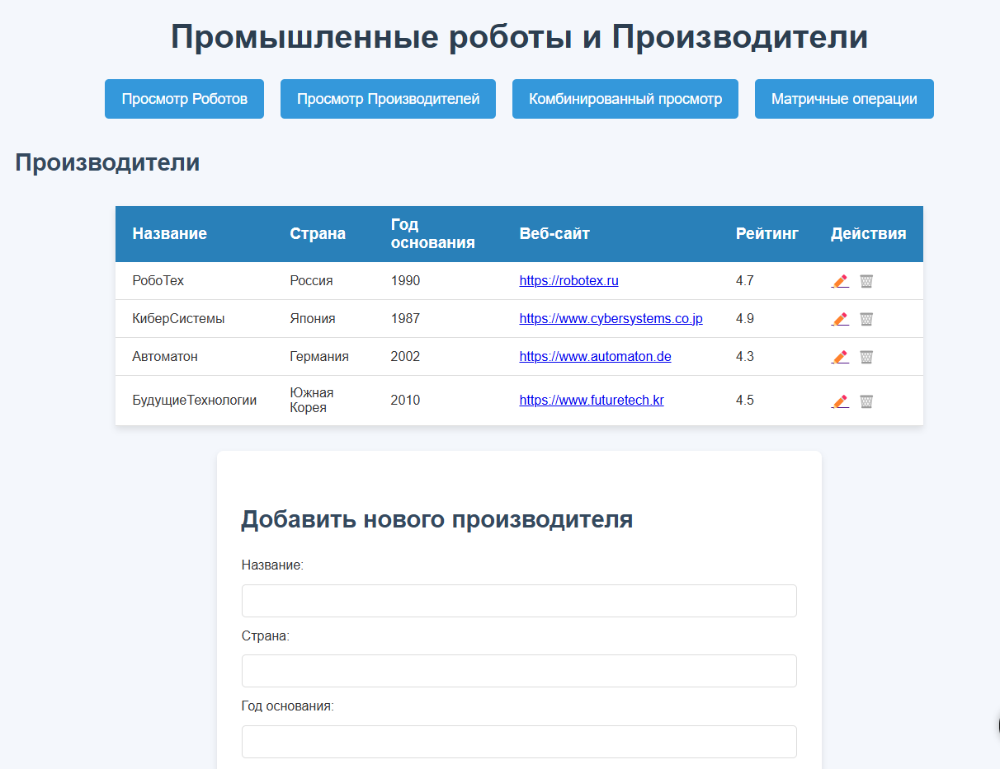 Промышленные роботы и Производители
Просмотр Роботов Просмотр Производителей Комбинированный просмотр Матричные операции
Производители
Название Страна Год основания Веб-сайт Рейтинг Действия
РобоТех Россия 1990 https://robotex.ru 4.7
КиберСистемы Япония 1987 https://www.cybersystems.co.jp 4.9
Автоматон Германия 2002 https://www.automaton.de 4.3
БудущиеТехнологии Южная Корея 2010 https://www.futuretech.kr 4.5
Добавить нового производителя
Название:
Страна:
Год основания: